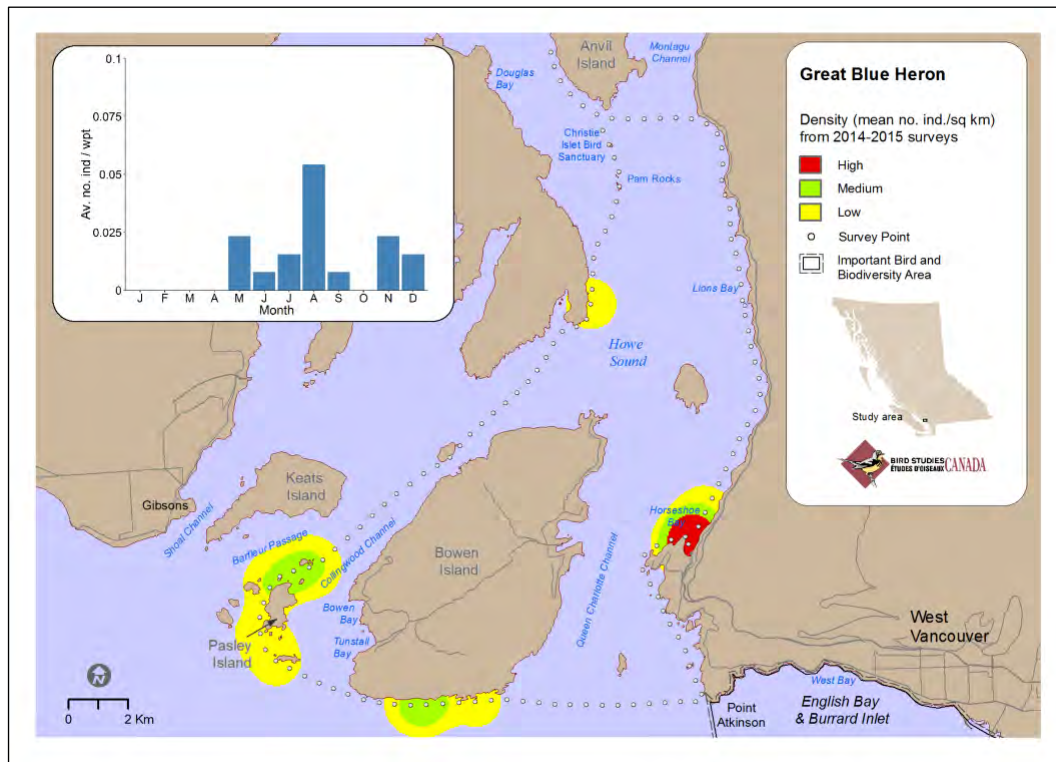 0.1
0.075
0.05
0.025
0
Av. no. ind / wpt
J F M A M J J A S O N D
Month
Anvil
Island
Montagu
Channel
Douglas
Bay
Christie
Islet Bird
Sanctuary
Pam Rocks
Lions Bay
Howe
Sound
Keats
Island
Gibsons
Shoal Channel
Barfleur Passage
Collingwood Channel
Bowen
Island
Horseshoe
Bay
Queen Charlotte Channel
Bowen
Bay
Tunstall
Bay
Pasley
Island
West
Vancouver
West Bay
Point
Atkinson
English Bay
& Burrard Inlet
N
0 2 Km
Great Blue Heron
Density (mean no. ind./sq km)
from 2014-2015 surveys
High
Medium
Low
Survey Point
Important Bird and
Biodiversity Area
Study area
BIRD STUDIES
ÉTUDES D'OISEAUX CANADA